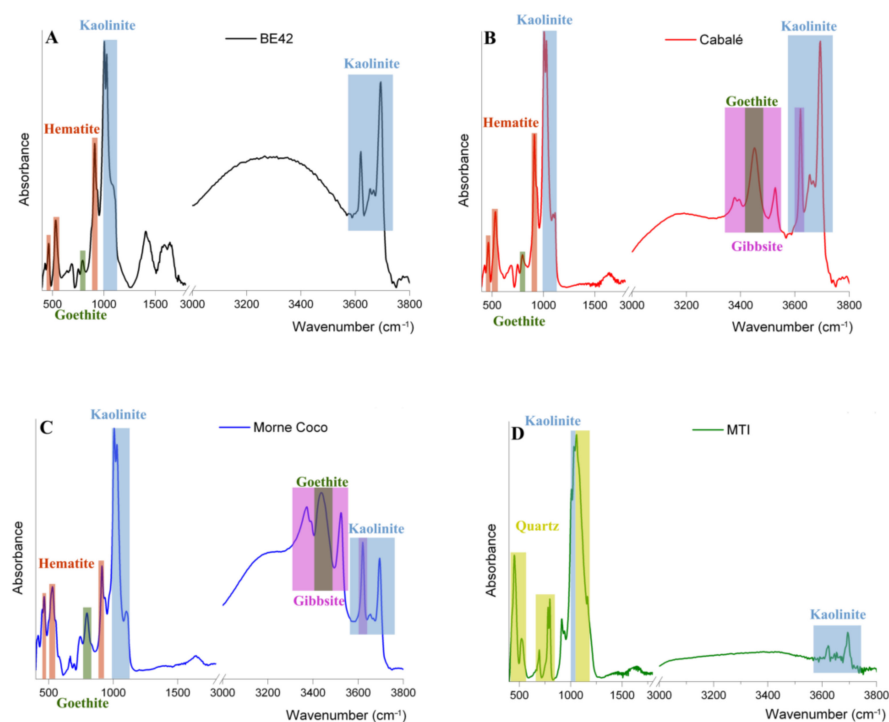 A
Kaolinite
BE42
Kaolinite
Hematite
Goethite
Absorbance
500 1000 1500 3000 3200 3400 3600 3800
Wavenumber (cm⁻¹)
B
Kaolinite
Cabalé
Kaolinite
Goethite
Hematite
Gibbsite
Goethite
Absorbance
500 1000 1500 3000 3200 3400 3600 3800
Wavenumber (cm⁻¹)
C
Kaolinite
Morne Coco
Goethite
Kaolinite
Hematite
Gibbsite
Goethite
Absorbance
500 1000 1500 3000 3200 3400 3600 3800
Wavenumber (cm⁻¹)
D
Kaolinite
MTI
Quartz
Kaolinite
Absorbance
500 1000 1500 3000 3200 3400 3600 3800
Wavenumber (cm⁻¹)